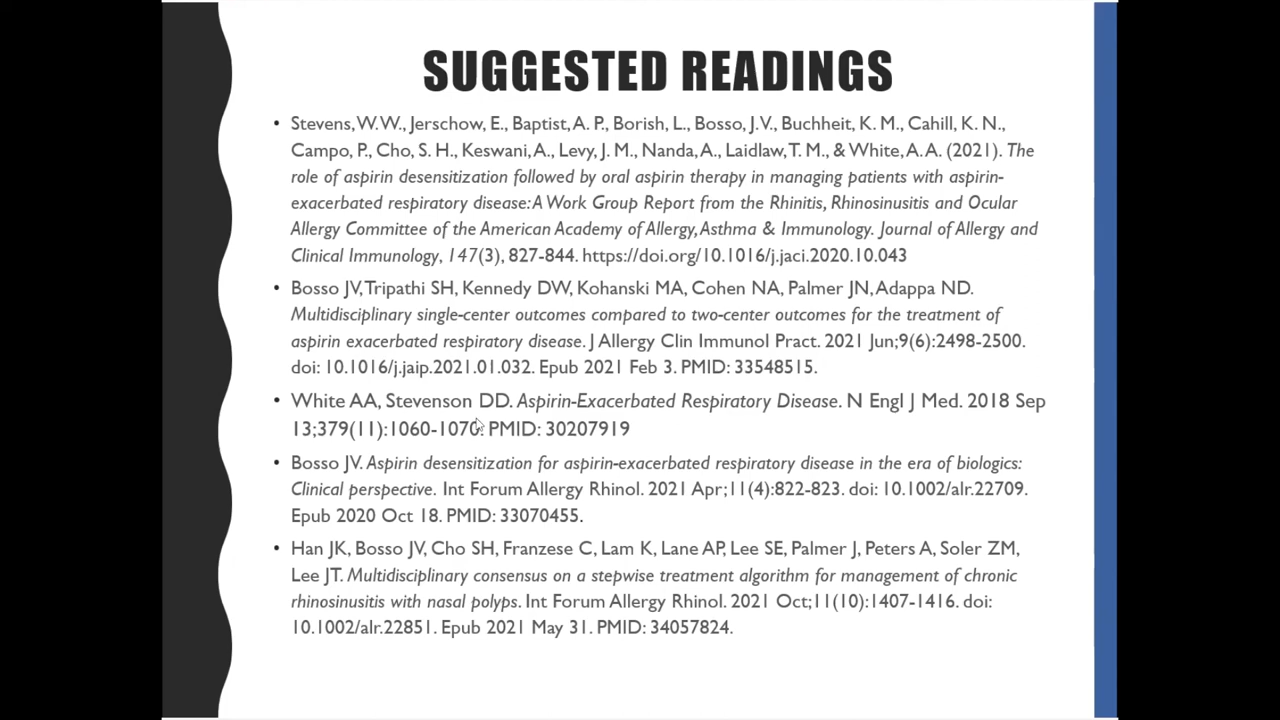 SUGGESTED READINGS
• Stevens, W. W., Jerschow, E., Baptist, A. P., Borish, L., Bosso, J. V., Buchheit, K. M., Cahill, K. N.,
Campo, P., Cho, S. H., Keswani, A., Levy, J. M., Nanda, A., Laidlaw, T. M., & White, A. A. (2021). The
role of aspirin desensitization followed by oral aspirin therapy in managing patients with aspirin-
exacerbated respiratory disease: A Work Group Report from the Rhinitis, Rhinosinusitis and Ocular
Allergy Committee of the American Academy of Allergy, Asthma & Immunology. Journal of Allergy and
Clinical Immunology, 147(3), 827-844. https://doi.org/10.1016/j.jaci.2020.10.043
• Bosso JV, Tripathi SH, Kennedy DW, Kohanski MA, Cohen NA, Palmer JN, Adappa ND.
Multidisciplinary single-center outcomes compared to two-center outcomes for the treatment of
aspirin exacerbated respiratory disease. J Allergy Clin Immunol Pract. 2021 Jun;9(6):2498-2500.
doi: 10.1016/j.jaip.2021.01.032. Epub 2021 Feb 3. PMID: 33548515.
• White AA, Stevenson DD. Aspirin-Exacerbated Respiratory Disease. N Engl J Med. 2018 Sep
13;379(11):1060-1070. PMID: 30207919
• Bosso JV. Aspirin desensitization for aspirin-exacerbated respiratory disease in the era of biologics:
Clinical perspective. Int Forum Allergy Rhinol. 2021 Apr;11(4):822-823. doi: 10.1002/alr.22709.
Epub 2020 Oct 18. PMID: 33070455.
• Han JK, Bosso JV, Cho SH, Franzese C, Lam K, Lane AP, Lee SE, Palmer J, Peters A, Soler ZM,
Lee JT. Multidisciplinary consensus on a stepwise treatment algorithm for management of chronic
rhinosinusitis with nasal polyps. Int Forum Allergy Rhinol. 2021 Oct;11(10):1407-1416. doi:
10.1002/alr.22851. Epub 2021 May 31. PMID: 34057824.